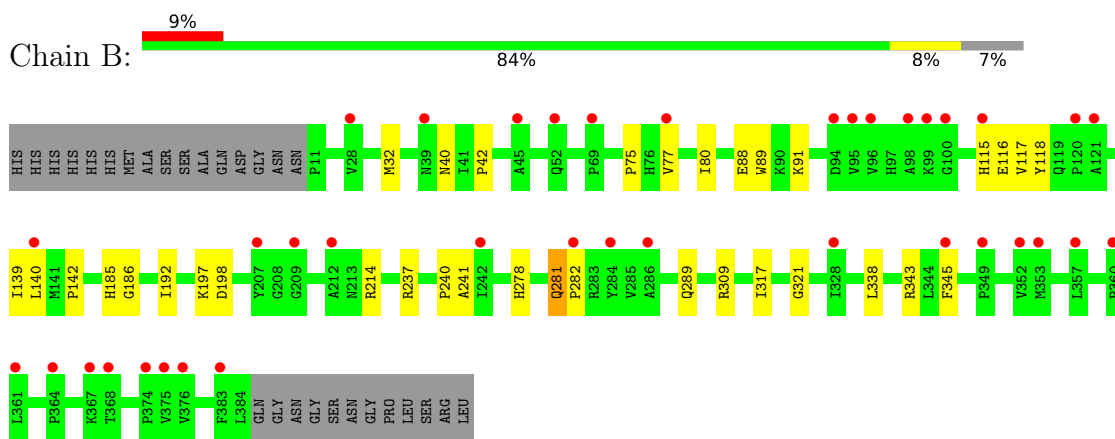 9%
Chain B:
84% 8% 7%
HIS HIS HIS HIS HIS HIS MET ALA SER SER ALA GLN ASP GLY ASN ASN P11 V28 M32 N39 N40 I41 P42 A45 Q52 P69 P75 H76 V77 I80 E88 W89 K90 K91 D94 V95 V96 H97 A98 K99 G100 H115 E116 V117 Y118 Q119 P120 A121
I139 L140 M141 P142 H185 G186 I192 K197 D198 Y207 G208 G209 A212 N213 R214 R237 P240 A241 I242 H278 Q281 P282 R283 Y284 V285 A286 Q289 R309 I317 G321 I328 L338 R343 L344 F345 P349 V352 M353 L357
L361 P364 K367 T368 P374 V375 V376 F383 L384 GLN GLY ASN GLY SER ASN GLY PRO LEU SER ARG LEU